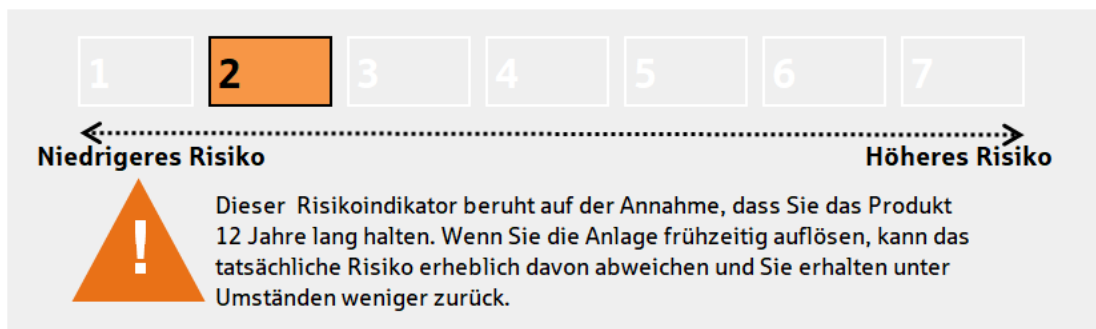 1 2 3 4 5 6 7
Niedrigeres Risiko Höheres Risiko
!
Dieser Risikoindikator beruht auf der Annahme, dass Sie das Produkt
12 Jahre lang halten. Wenn Sie die Anlage frühzeitig auflösen, kann das
tatsächliche Risiko erheblich davon abweichen und Sie erhalten unter
Umständen weniger zurück.